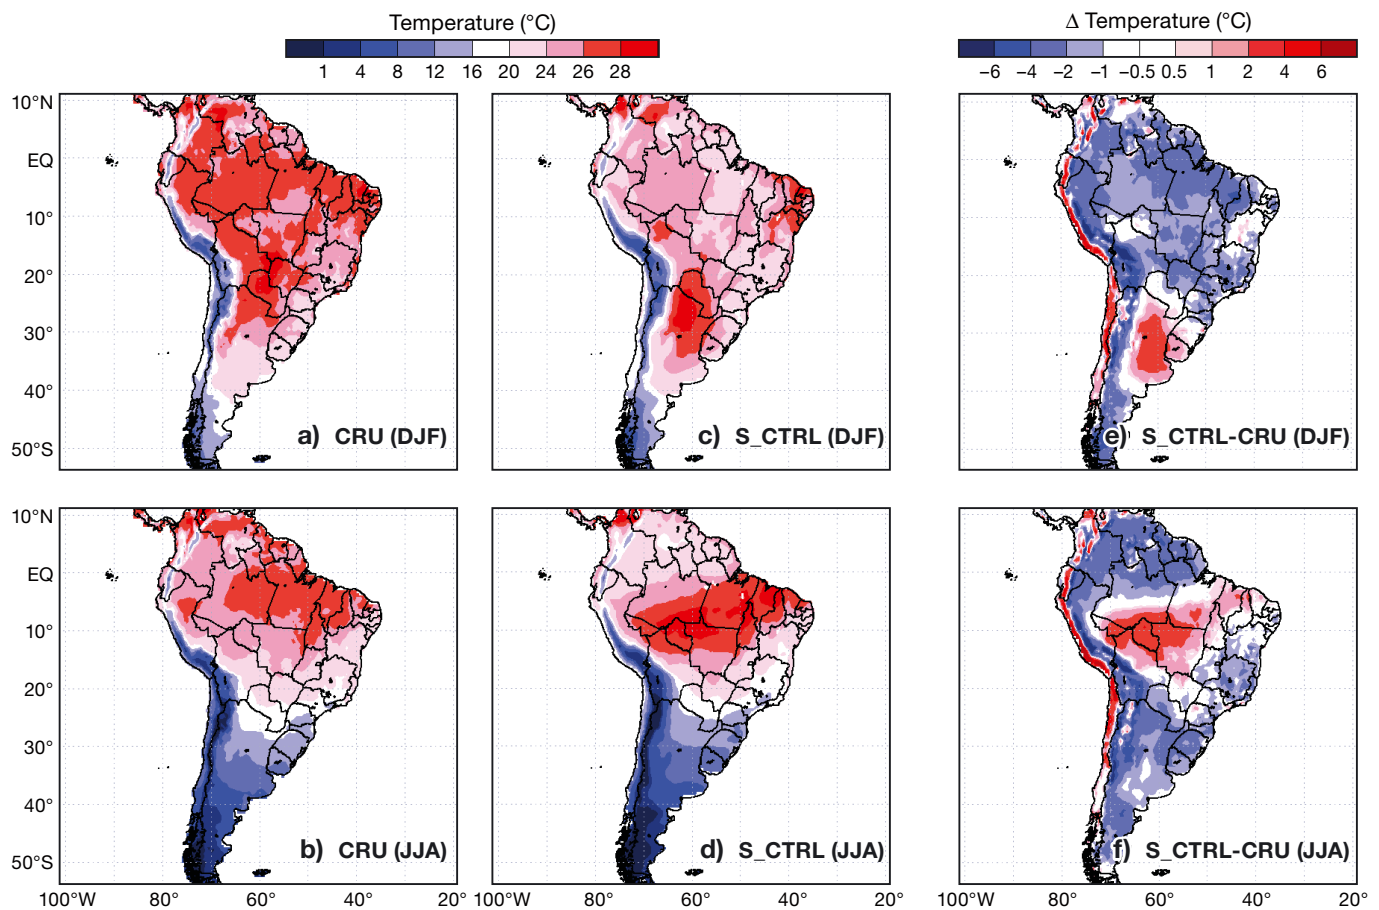 Temperature (°C)
Δ Temperature (°C)
1 4 8 12 16 20 24 26 28
−6 −4 −2 −1 −0.5 0.5 1 2 4 6
10°N
EQ
10°
20°
30°
40°
50°S
a) CRU (DJF)
c) S_CTRL (DJF)
e) S_CTRL-CRU (DJF)
10°N
EQ
10°
20°
30°
40°
50°S
b) CRU (JJA)
d) S_CTRL (JJA)
f) S_CTRL-CRU (JJA)
100°W 80° 60° 40° 20°
100°W 80° 60° 40° 20°
100°W 80° 60° 40° 20°